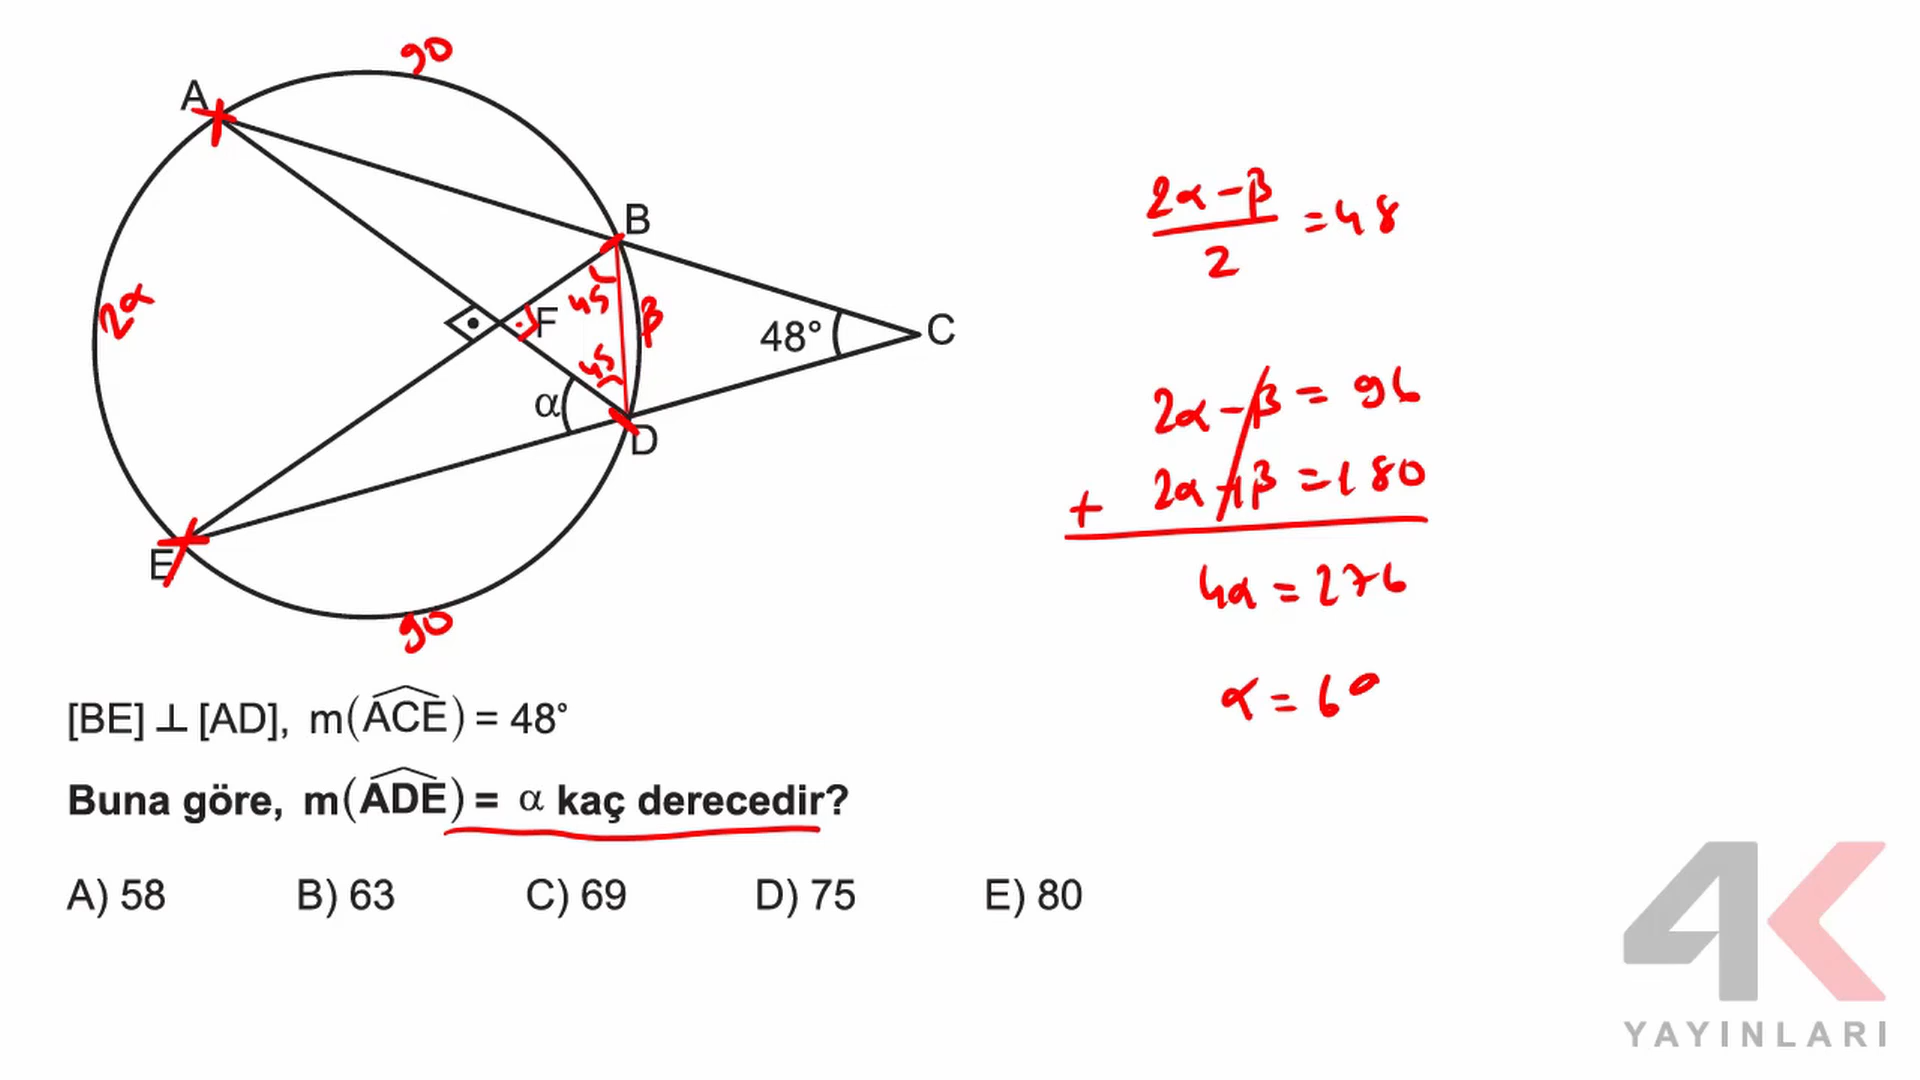 90
A
B
2α
45
F
β
48°
C
45
α
D
E
90
2α - β
2
= 48
2α - β = 96
+ 2α + β = 180
4α = 276
α = 69
[BE] ⊥ [AD], m(ACE) = 48°
Buna göre, m(ADE) = α kaç derecedir?
A) 58 B) 63 C) 69 D) 75 E) 80
4K
YAYINLARI